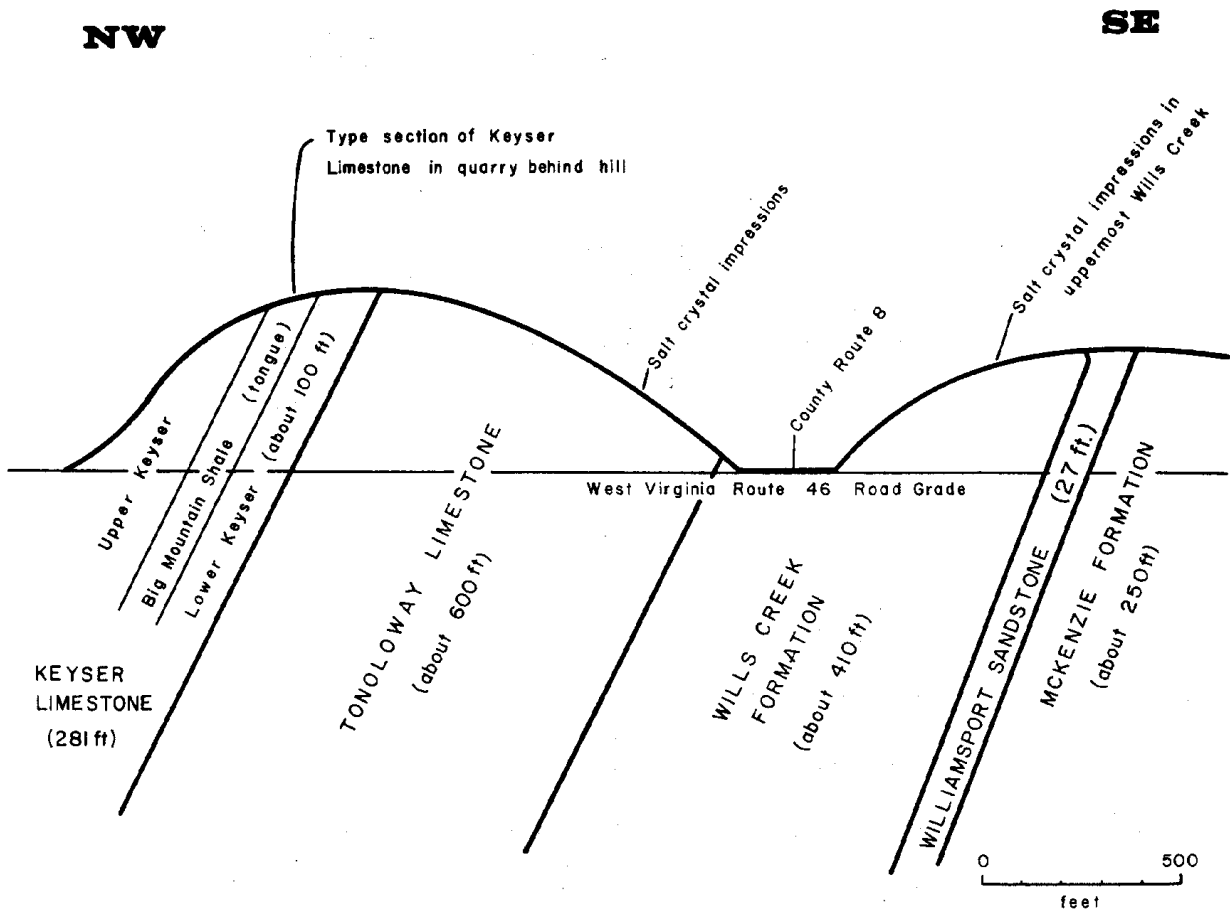 NW
SE
Type section of Keyser
Limestone in quarry behind hill
Salt crystal impressions
County Route 8
Salt crystal impressions in
uppermost Wills Creek
Upper Keyser
Big Mountain Shale (tongue)
Lower Keyser (about 100 ft)
KEYSER
LIMESTONE
(281 ft)
TONOLOWAY LIMESTONE
(about 600 ft)
West Virginia Route 46 Road Grade
WILLS CREEK
FORMATION
(about 410 ft)
WILLIAMSPORT SANDSTONE (27 ft.)
MCKENZIE FORMATION
(about 250 ft)
0 500
feet